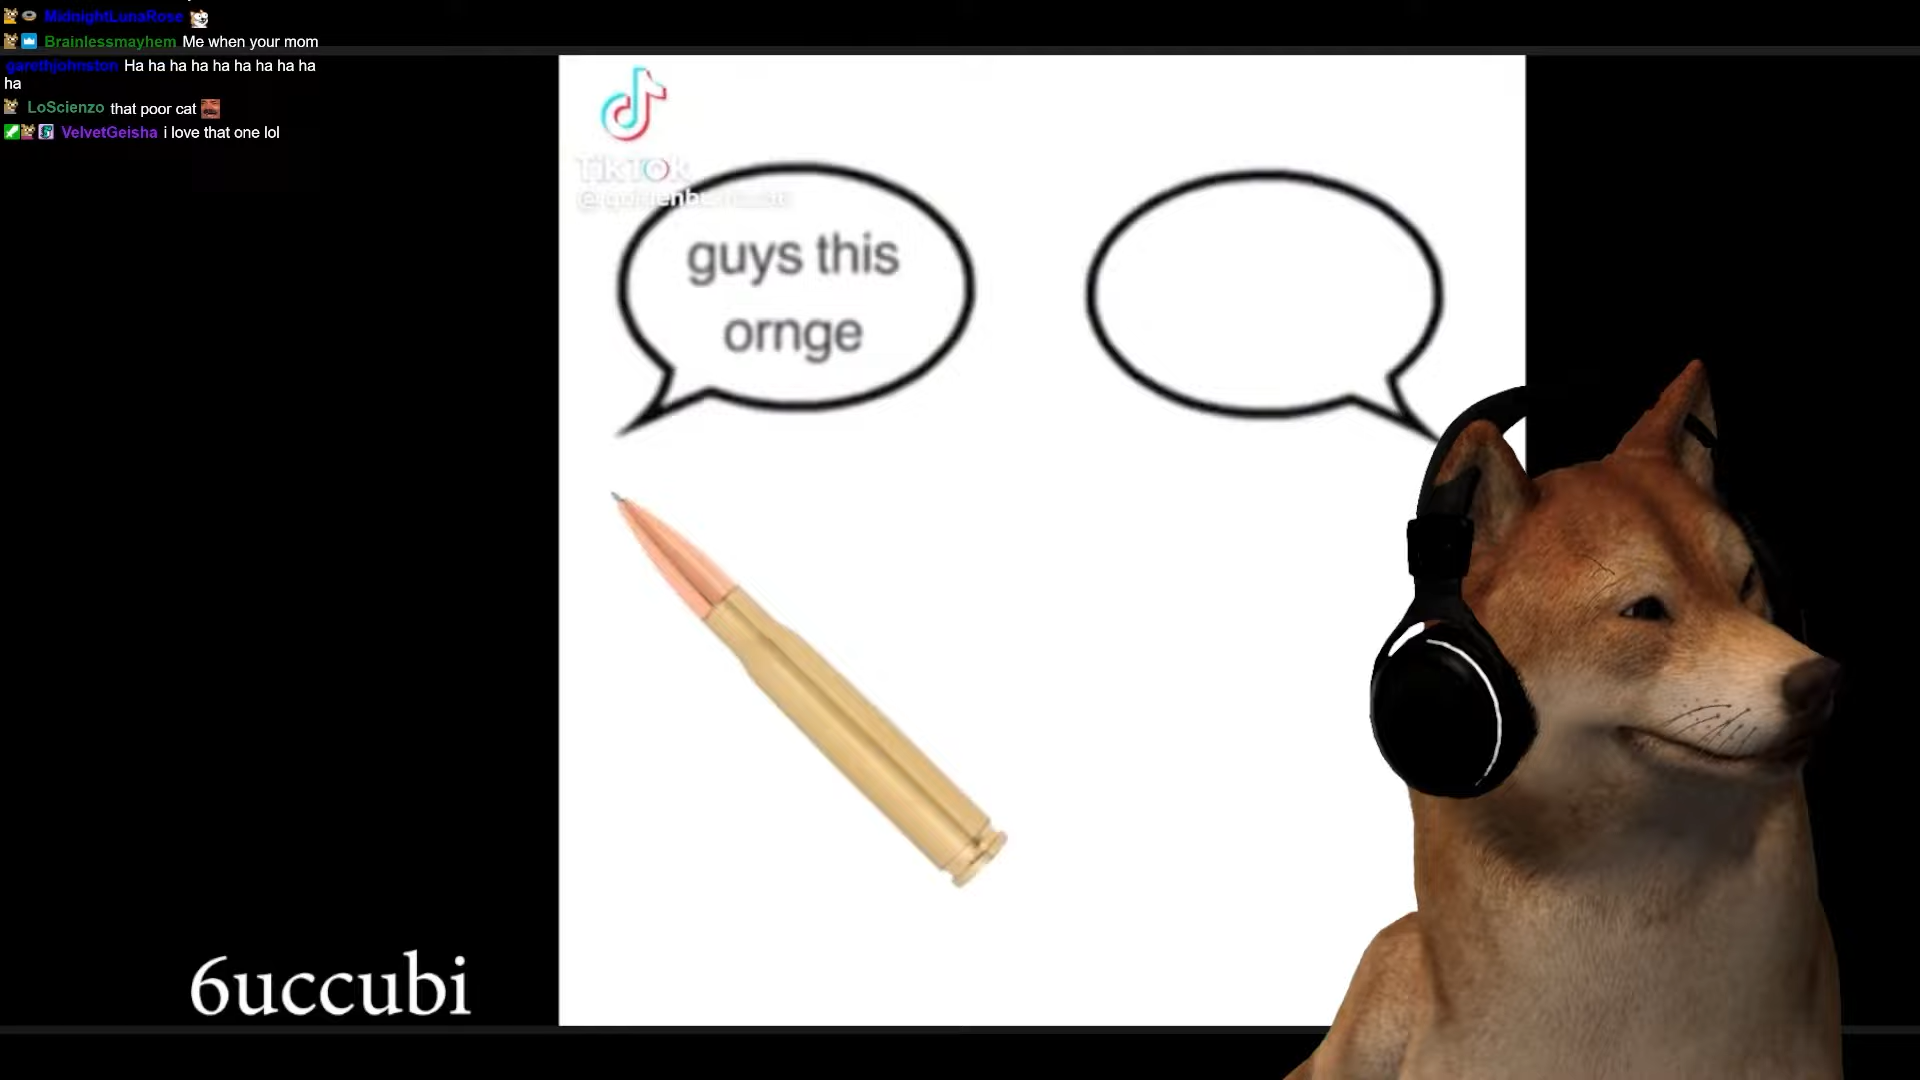 MidnightLunaRose
Brainlessmayhem Me when your mom
garethjohnston Ha ha ha ha ha ha ha ha ha
ha
LoScienzo that poor cat
VelvetGeisha i love that one lol
TikTok
guys this
ornge
6uccubi